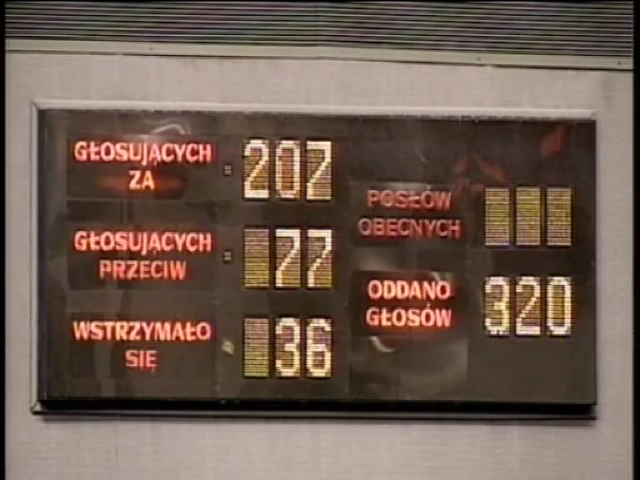 GŁOSUJĄCYCH
ZA : 207
GŁOSUJĄCYCH
PRZECIW : 77
WSTRZYMAŁO
SIĘ 36
POSŁÓW
OBECNYCH
ODDANO
GŁOSÓW 320